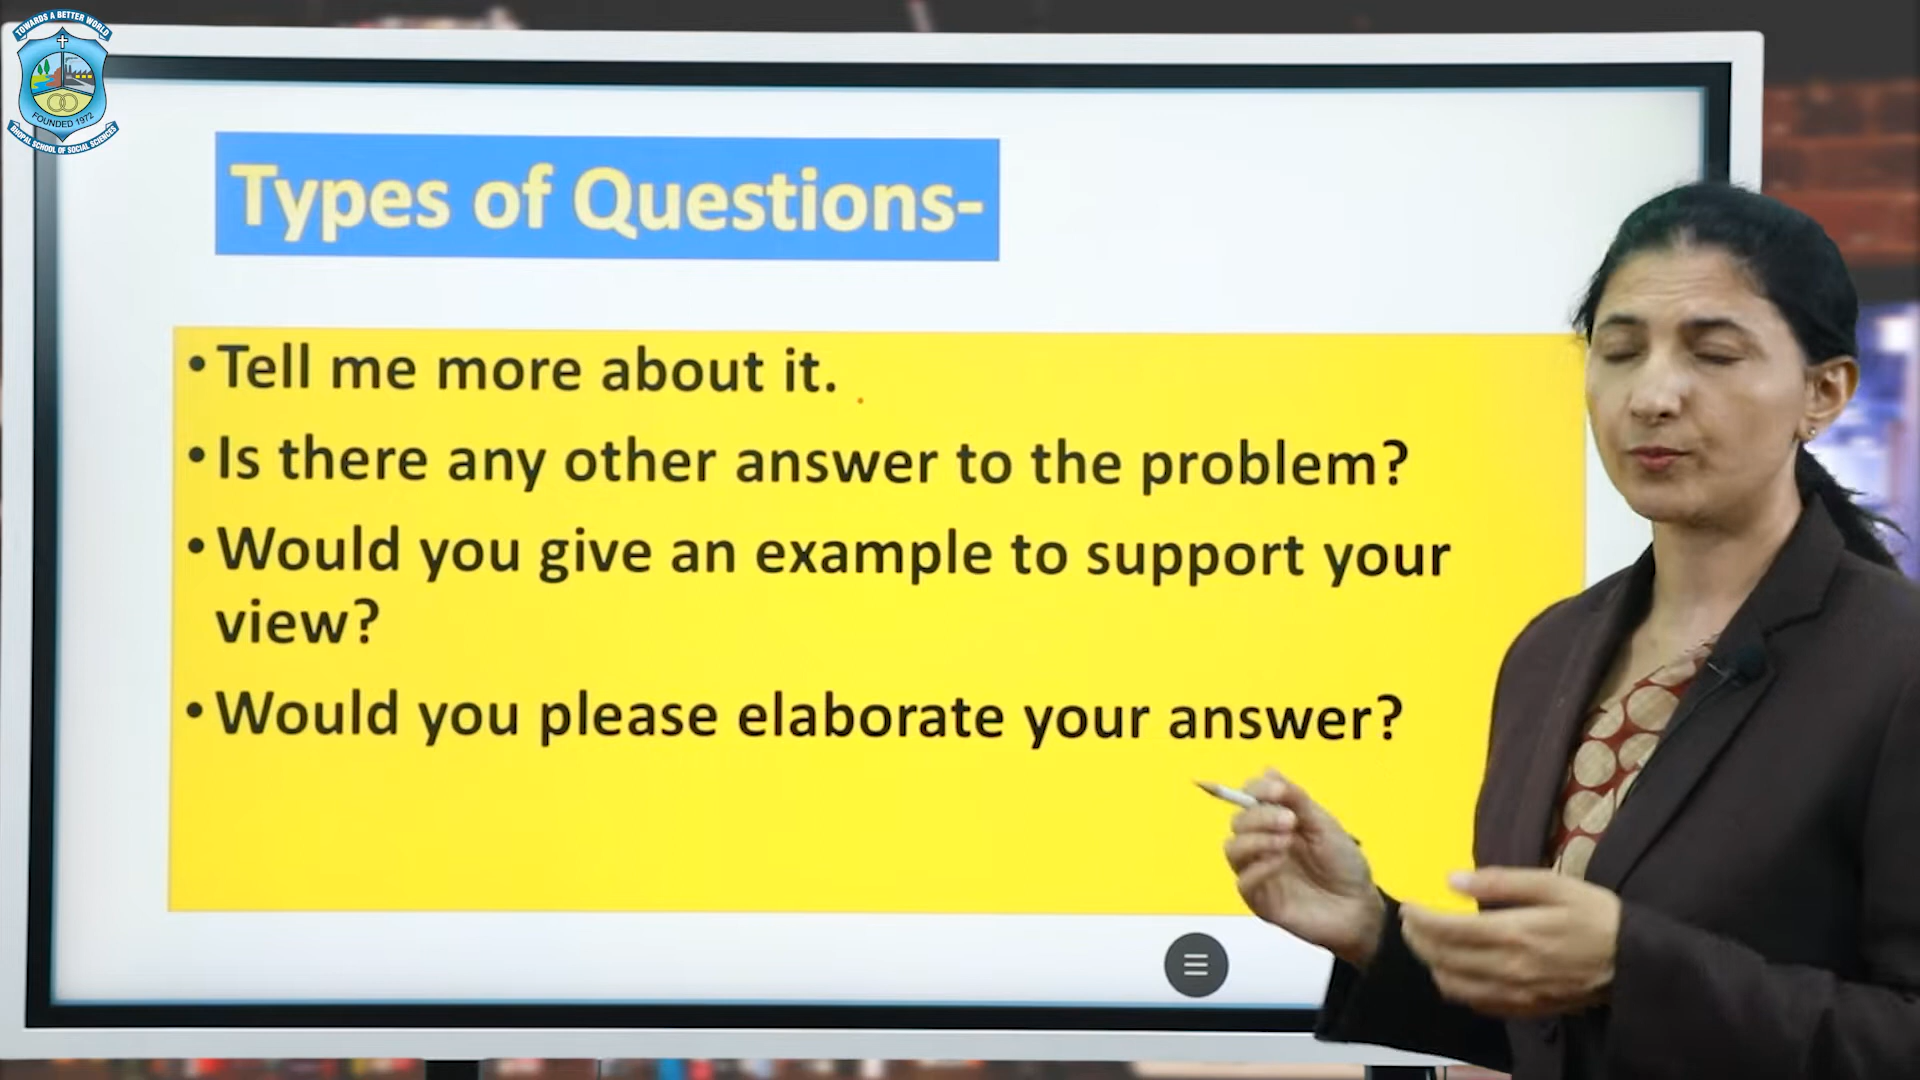 TOWARDS A BETTER WORLD
FOUNDED 1972
BHOPAL SCHOOL OF SOCIAL SCIENCES
Types of Questions-
• Tell me more about it.
• Is there any other answer to the problem?
• Would you give an example to support your
view?
• Would you please elaborate your answer?